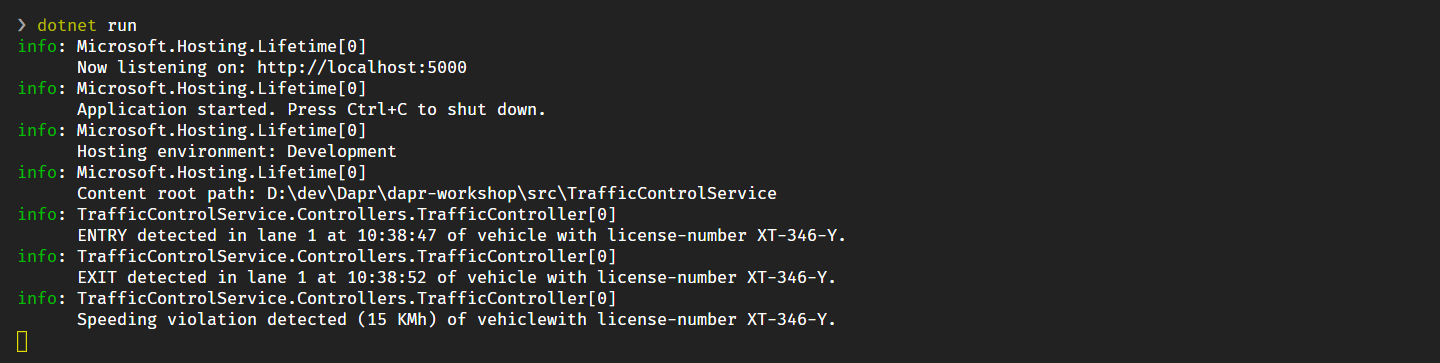 ❯ dotnet run
info: Microsoft.Hosting.Lifetime[0]
      Now listening on: http://localhost:5000
info: Microsoft.Hosting.Lifetime[0]
      Application started. Press Ctrl+C to shut down.
info: Microsoft.Hosting.Lifetime[0]
      Hosting environment: Development
info: Microsoft.Hosting.Lifetime[0]
      Content root path: D:\dev\Dapr\dapr-workshop\src\TrafficControlService
info: TrafficControlService.Controllers.TrafficController[0]
      ENTRY detected in lane 1 at 10:38:47 of vehicle with license-number XT-346-Y.
info: TrafficControlService.Controllers.TrafficController[0]
      EXIT detected in lane 1 at 10:38:52 of vehicle with license-number XT-346-Y.
info: TrafficControlService.Controllers.TrafficController[0]
      Speeding violation detected (15 KMh) of vehiclewith license-number XT-346-Y.